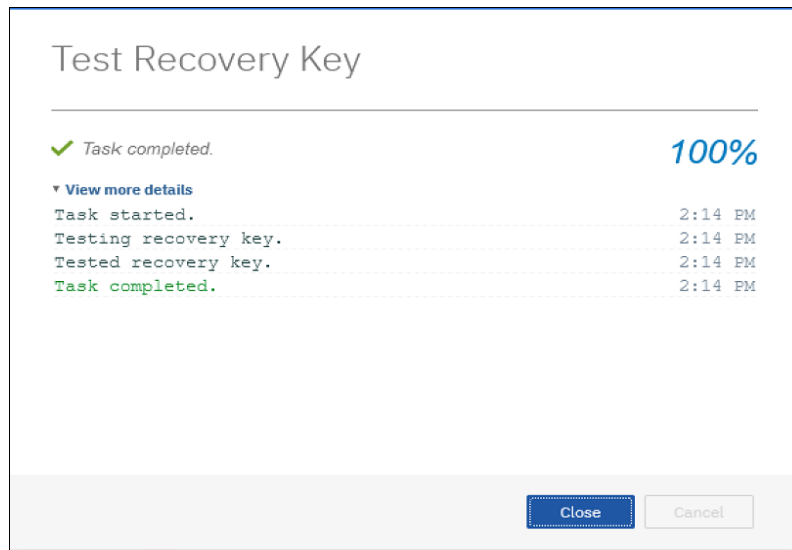 Test Recovery Key
Task completed.
100%
View more details
Task started. 2:14 PM
Testing recovery key. 2:14 PM
Tested recovery key. 2:14 PM
Task completed. 2:14 PM
Close Cancel